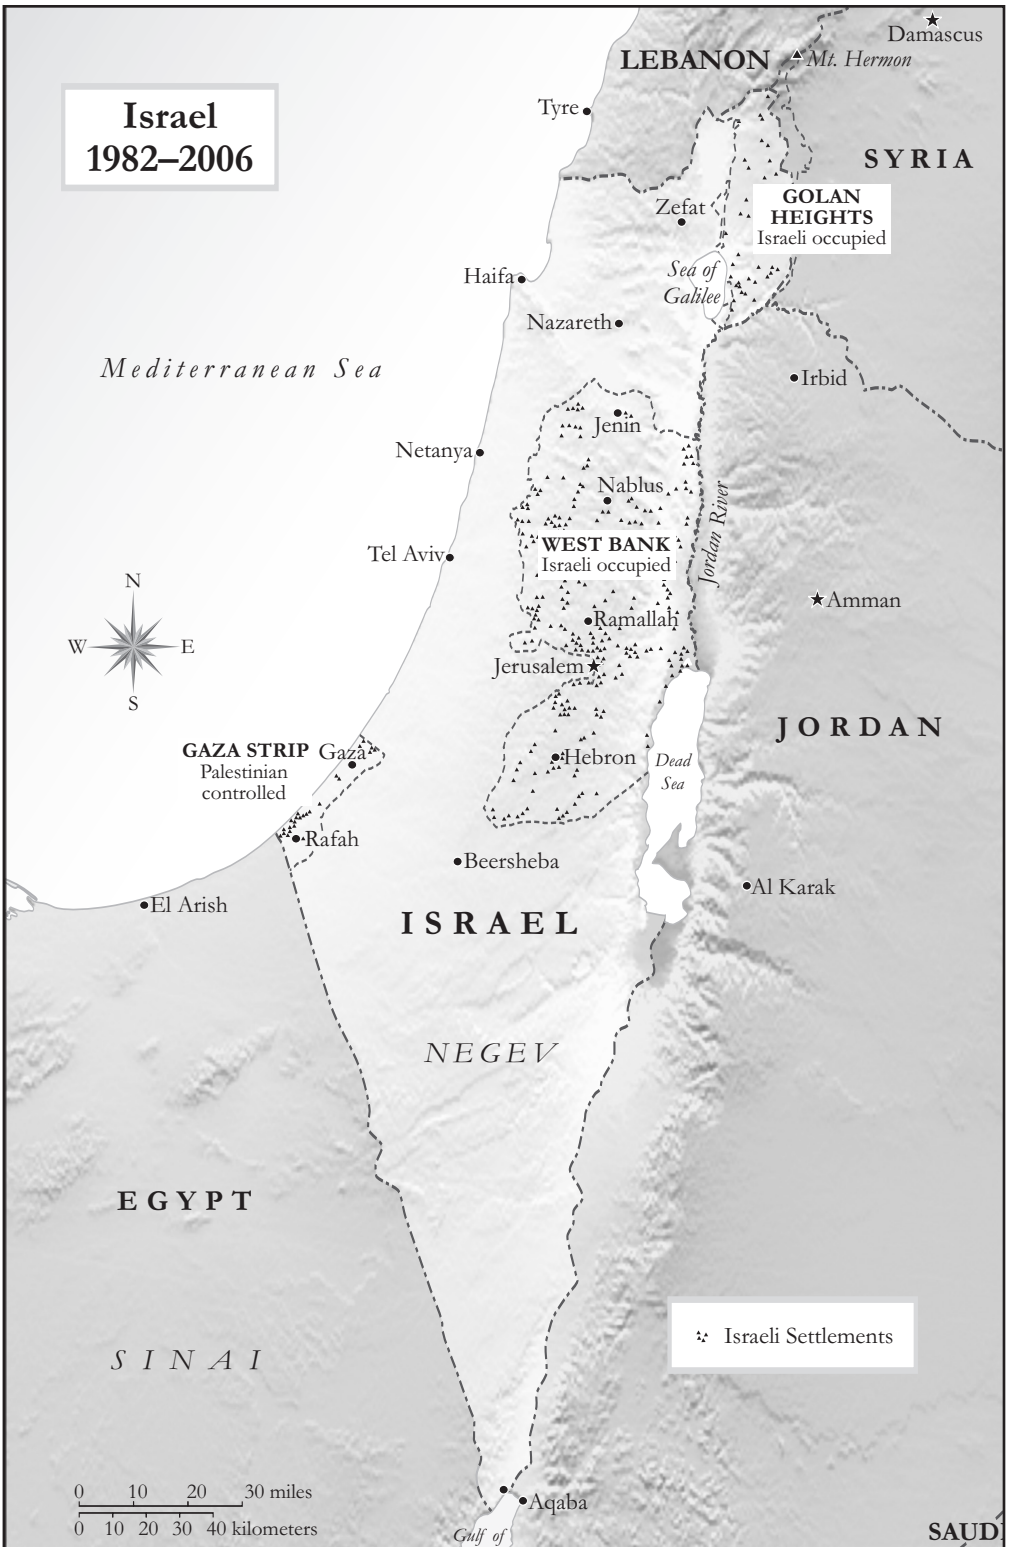 Damascus
LEBANON
Mt. Hermon
Israel
1982–2006
Tyre
SYRIA
GOLAN
HEIGHTS
Israeli occupied
Zefat
Sea of
Galilee
Haifa
Nazareth
Mediterranean Sea
Irbid
Jenin
Netanya
Nablus
Jordan River
WEST BANK
Israeli occupied
Tel Aviv
N
W
E
S
Amman
Ramallah
Jerusalem
JORDAN
GAZA STRIP
Palestinian
controlled
Gaza
Hebron
Dead
Sea
Rafah
Beersheba
Al Karak
El Arish
ISRAEL
NEGEV
EGYPT
SINAI
Israeli Settlements
0 10 20 30 miles
0 10 20 30 40 kilometers
Aqaba
Gulf of
SAUDI